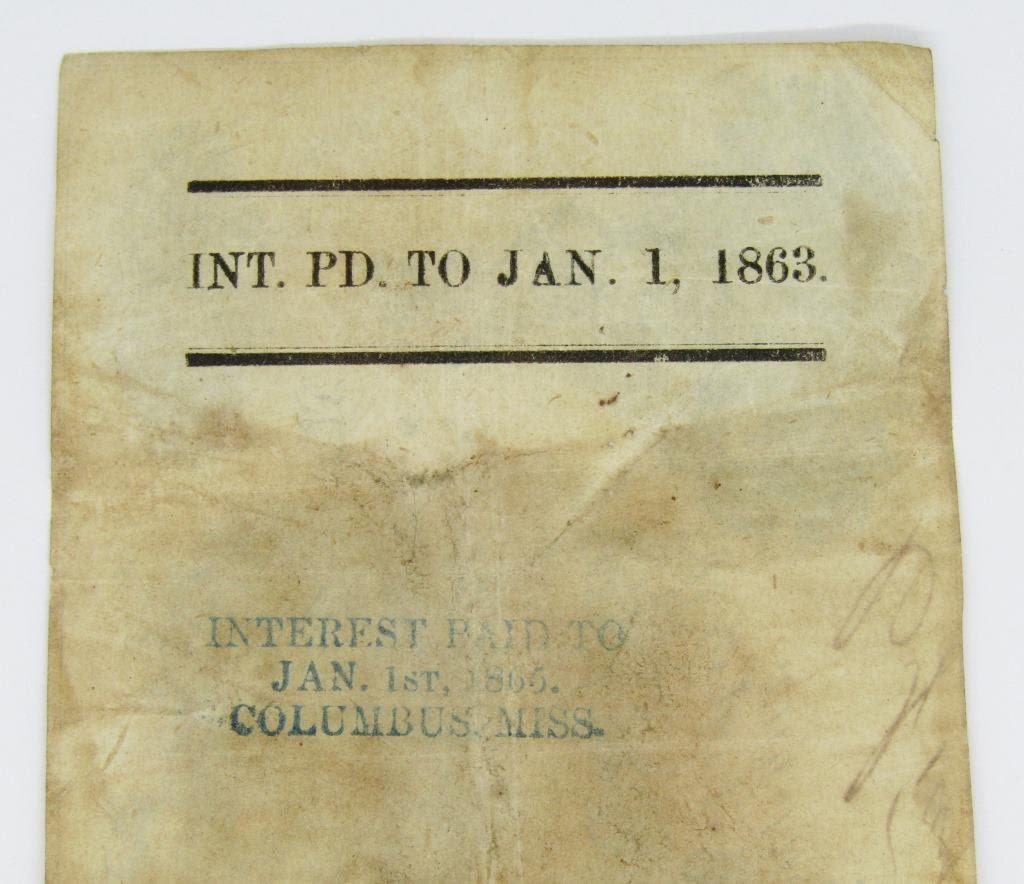 INT. PD. TO JAN. 1, 1863.
INTEREST PAID TO
JAN. 1ST, 1865.
COLUMBUS, MISS.